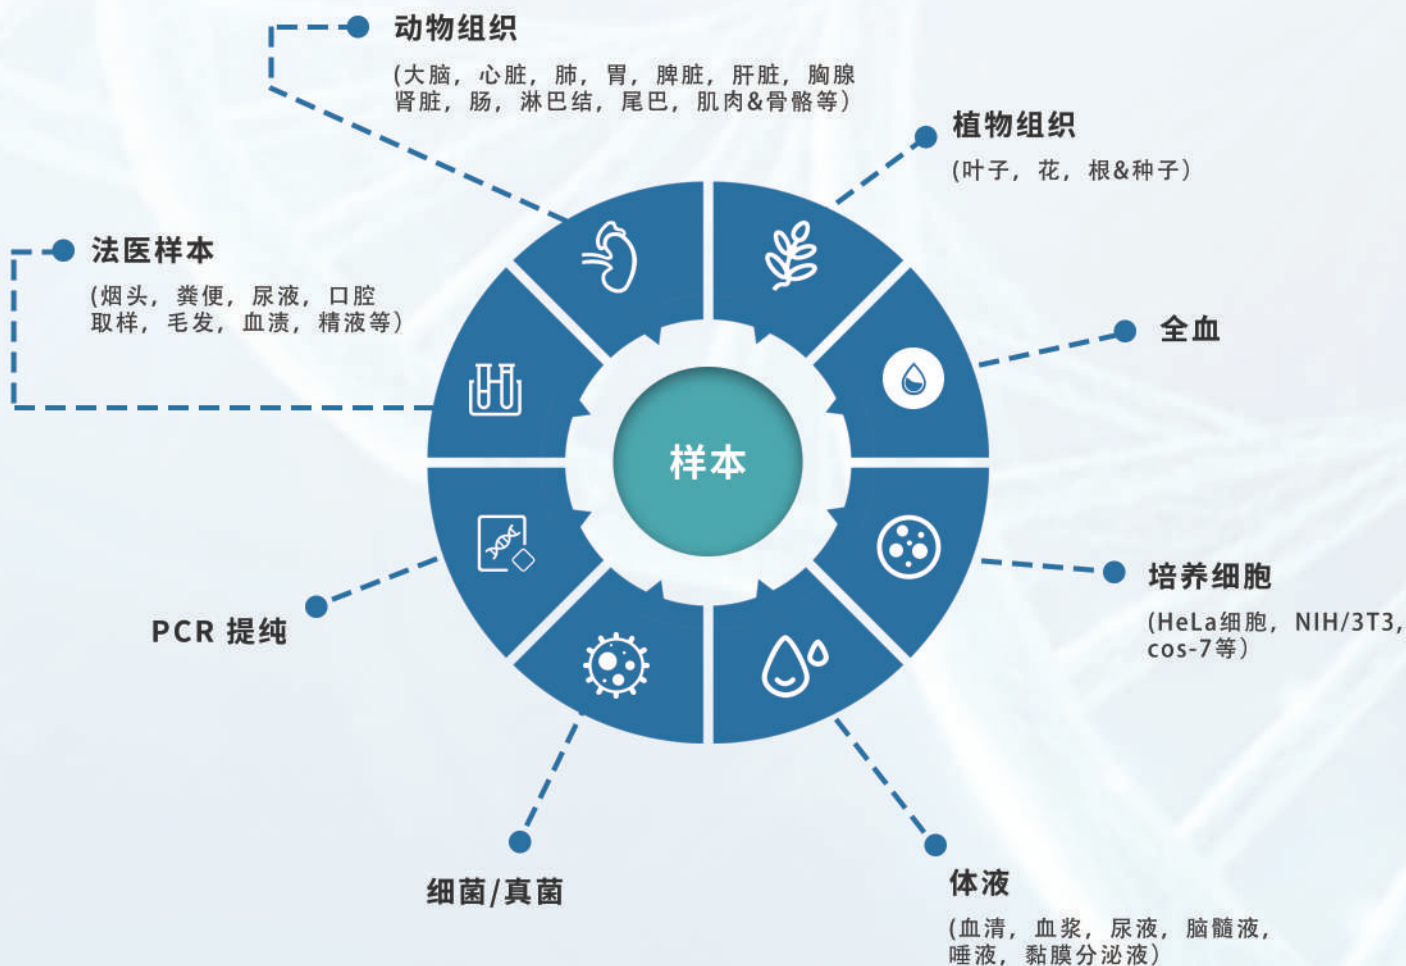 动物组织
(大脑，心脏，肺，胃，脾脏，肝脏，胸腺
肾脏，肠，淋巴结，尾巴，肌肉&骨骼等)
植物组织
(叶子，花，根&种子)
法医样本
(烟头，粪便，尿液，口腔
取样，毛发，血渍，精液等)
全血
样本
培养细胞
(HeLa细胞，NIH/3T3,
cos-7等)
PCR 提纯
细菌/真菌
体液
(血清，血浆，尿液，脑髓液，
唾液，黏膜分泌液)